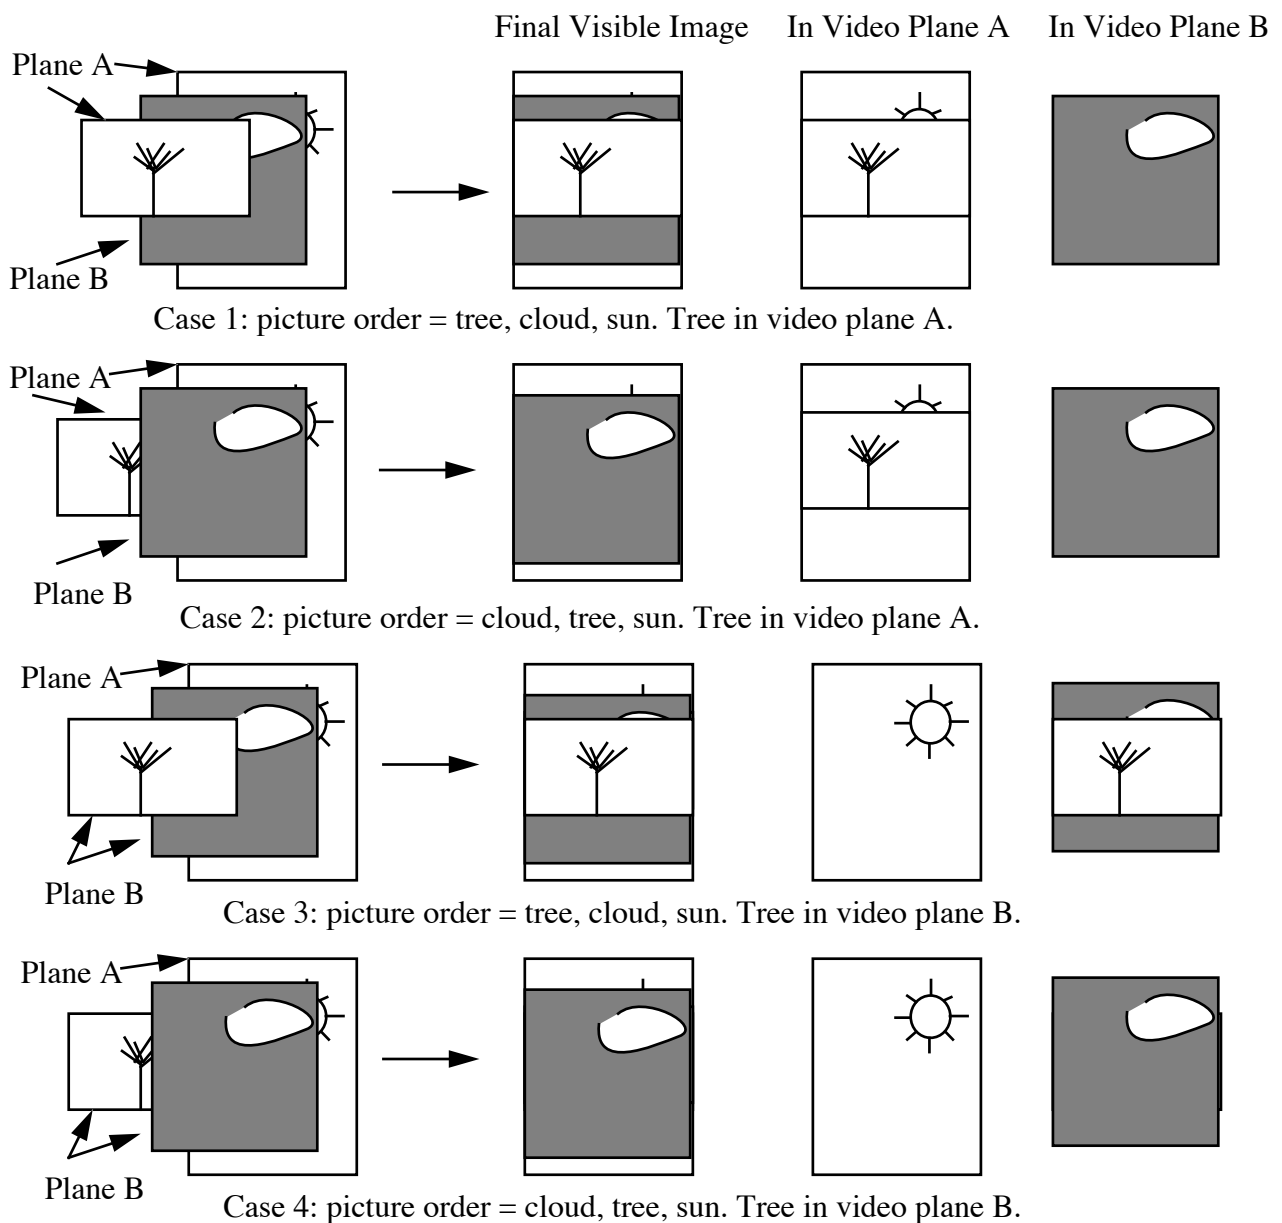 Final Visible Image In Video Plane A In Video Plane B
Plane A
Plane B
Case 1: picture order = tree, cloud, sun. Tree in video plane A.
Plane A
Plane B
Case 2: picture order = cloud, tree, sun. Tree in video plane A.
Plane A
Plane B
Case 3: picture order = tree, cloud, sun. Tree in video plane B.
Plane A
Plane B
Case 4: picture order = cloud, tree, sun. Tree in video plane B.